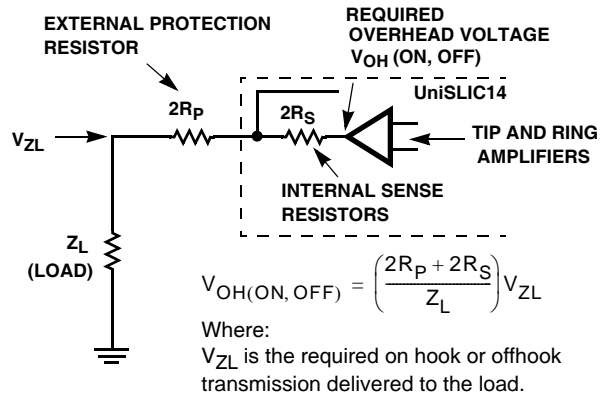 EXTERNAL PROTECTION
RESISTOR
REQUIRED
OVERHEAD VOLTAGE
VOH (ON, OFF)
UniSLIC14
2RP
2RS
VZL
TIP AND RING
AMPLIFIERS
INTERNAL SENSE
RESISTORS
ZL
(LOAD)
VOH(ON, OFF) = ((2RP + 2RS)/ZL) VZL
Where:
VZL is the required on hook or offhook
transmission delivered to the load.